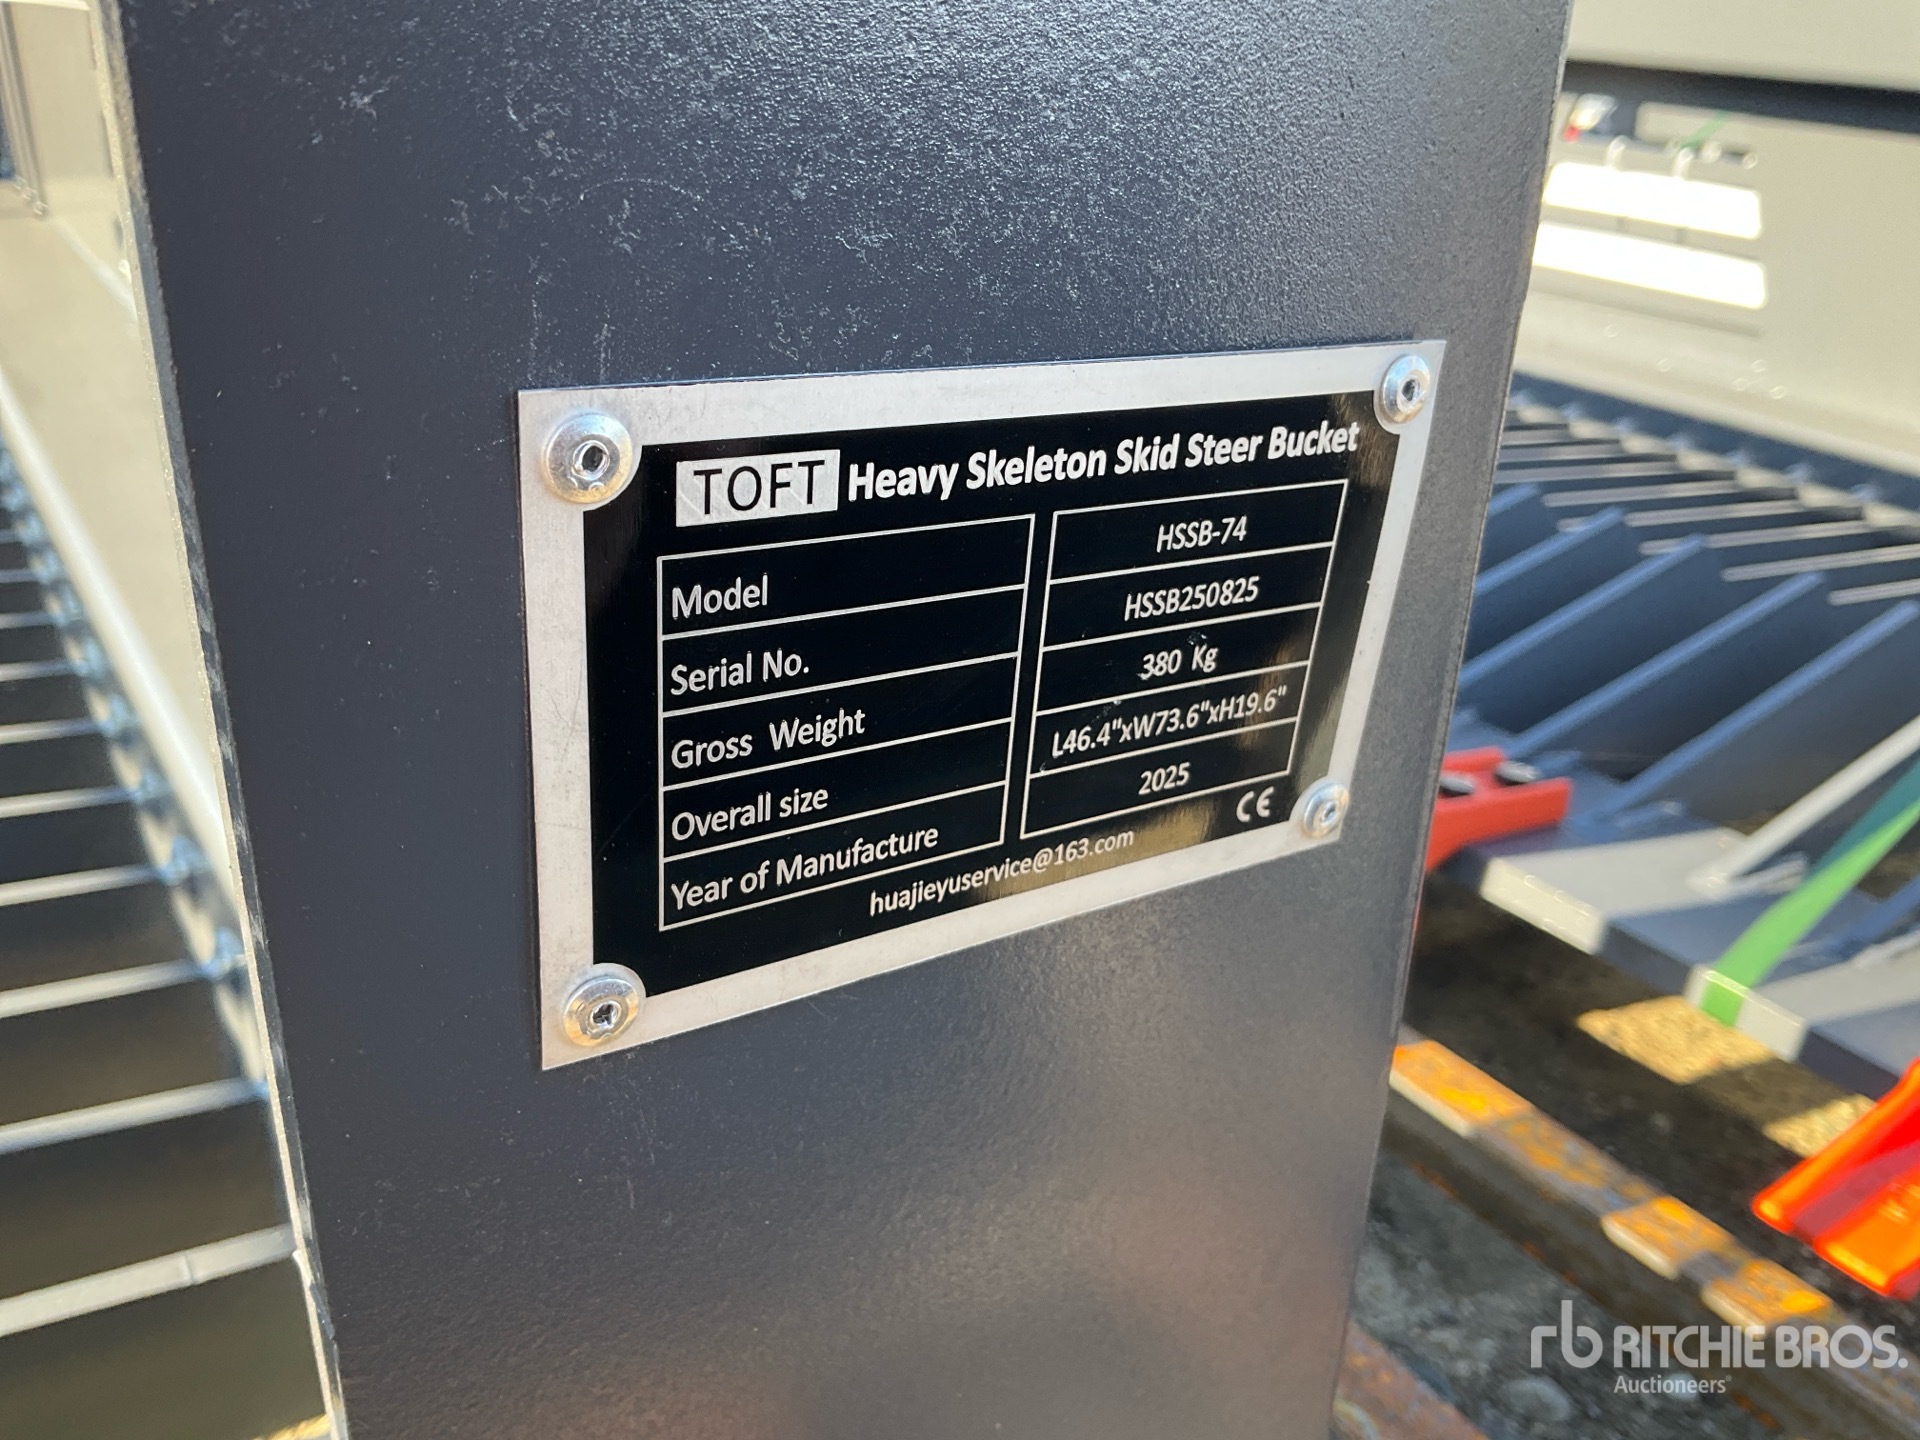 TOFT Heavy Skeleton Skid Steer Bucket
Model HSSB-74
Serial No. HSSB250825
Gross Weight 380 Kg
Overall size L46.4"xW73.6"xH19.6"
Year of Manufacture 2025
huajieyuservice@163.com CE
rb RITCHIE BROS.
Auctioneers